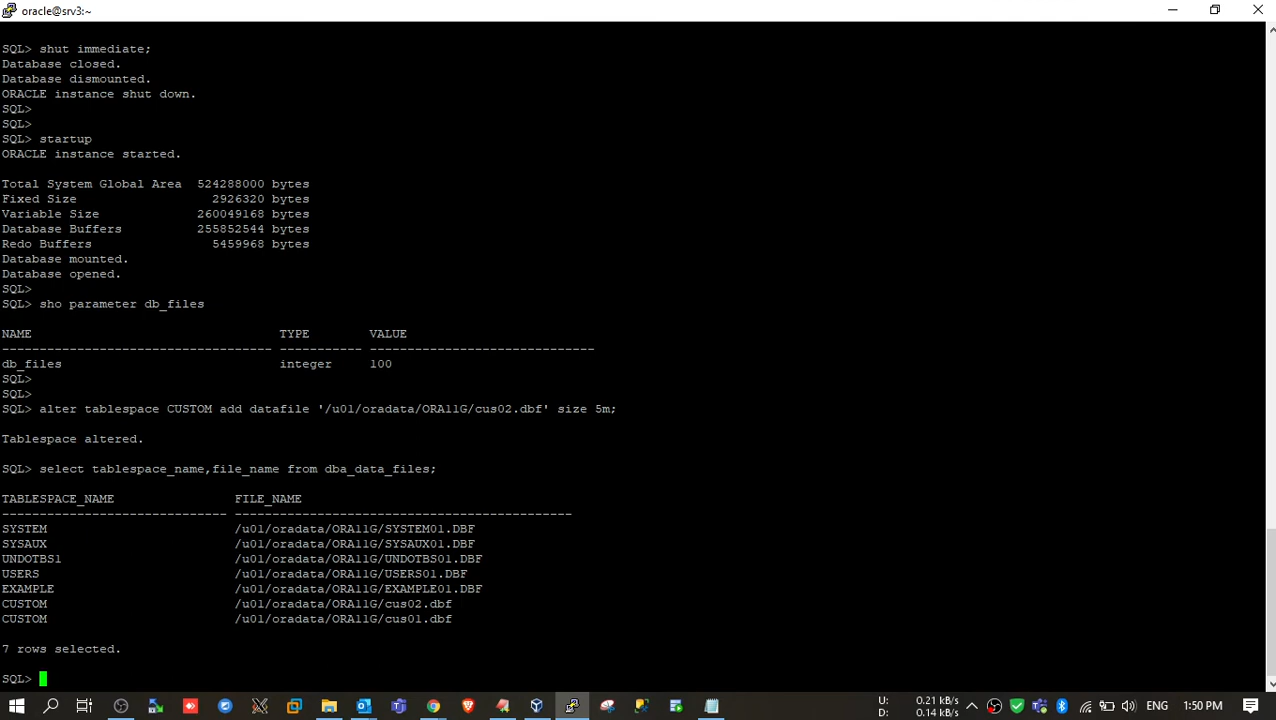 oracle@srv3:~
SQL> shut immediate;
Database closed.
Database dismounted.
ORACLE instance shut down.
SQL>
SQL>
SQL> startup
ORACLE instance started.
Total System Global Area 524288000 bytes
Fixed Size 2926320 bytes
Variable Size 260049168 bytes
Database Buffers 255852544 bytes
Redo Buffers 5459968 bytes
Database mounted.
Database opened.
SQL>
SQL> sho parameter db_files
NAME TYPE VALUE
------------------------------------ ----------- ------------------------------
db_files integer 100
SQL>
SQL>
SQL> alter tablespace CUSTOM add datafile '/u01/oradata/ORA11G/cus02.dbf' size 5m;
Tablespace altered.
SQL> select tablespace_name,file_name from dba_data_files;
TABLESPACE_NAME FILE_NAME
------------------------------ ---------------------------------------------
SYSTEM /u01/oradata/ORA11G/SYSTEM01.DBF
SYSAUX /u01/oradata/ORA11G/SYSAUX01.DBF
UNDOTBS1 /u01/oradata/ORA11G/UNDOTBS01.DBF
USERS /u01/oradata/ORA11G/USERS01.DBF
EXAMPLE /u01/oradata/ORA11G/EXAMPLE01.DBF
CUSTOM /u01/oradata/ORA11G/cus02.dbf
CUSTOM /u01/oradata/ORA11G/cus01.dbf
7 rows selected.
SQL>
U: 0.21 kB/s
D: 0.14 kB/s
ENG
1:50 PM